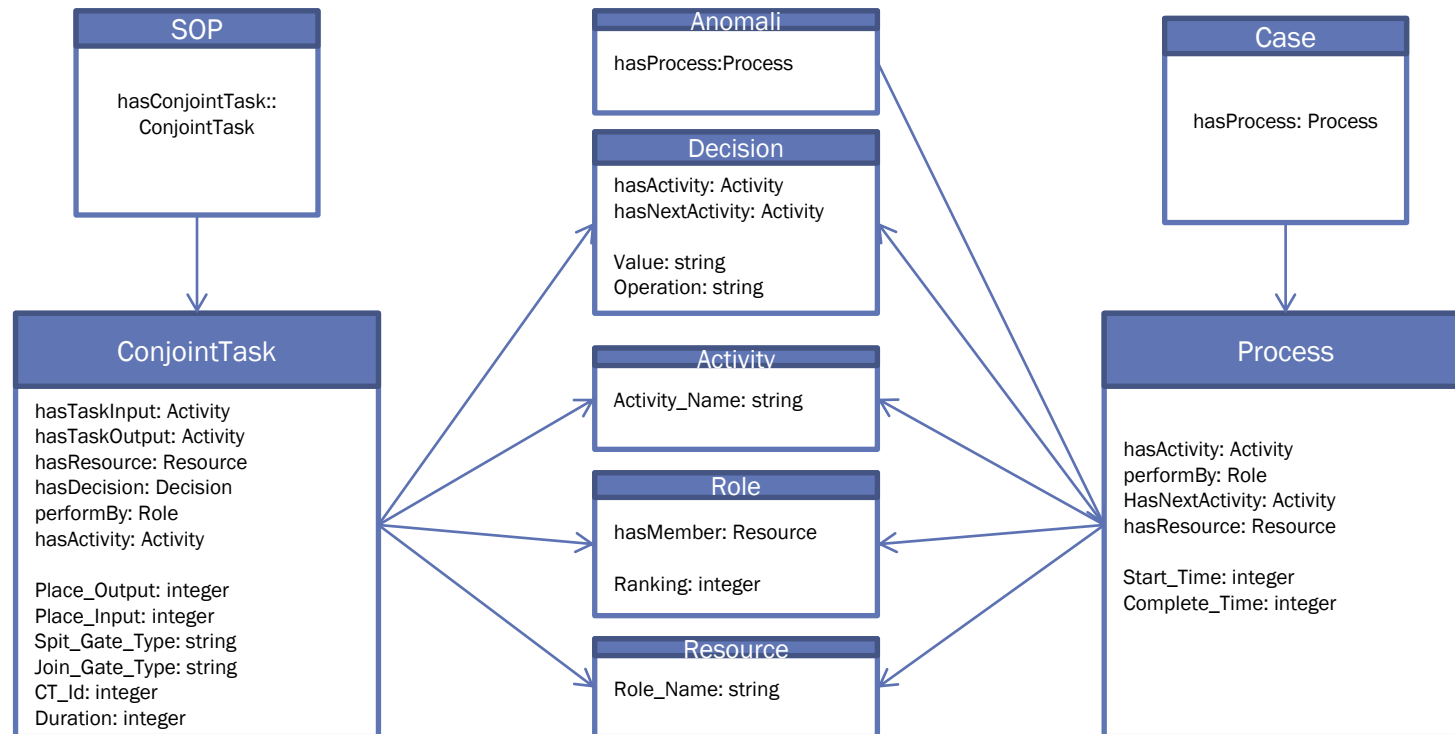 SOP
hasConjointTask::
ConjointTask
Anomali
hasProcess:Process
Case
hasProcess: Process
Decision
hasActivity: Activity
hasNextActivity: Activity
Value: string
Operation: string
ConjointTask
hasTaskInput: Activity
hasTaskOutput: Activity
hasResource: Resource
hasDecision: Decision
performBy: Role
hasActivity: Activity
Place_Output: integer
Place_Input: integer
Spit_Gate_Type: string
Join_Gate_Type: string
CT_Id: integer
Duration: integer
Activity
Activity_Name: string
Role
hasMember: Resource
Ranking: integer
Resource
Role_Name: string
Process
hasActivity: Activity
performBy: Role
HasNextActivity: Activity
hasResource: Resource
Start_Time: integer
Complete_Time: integer